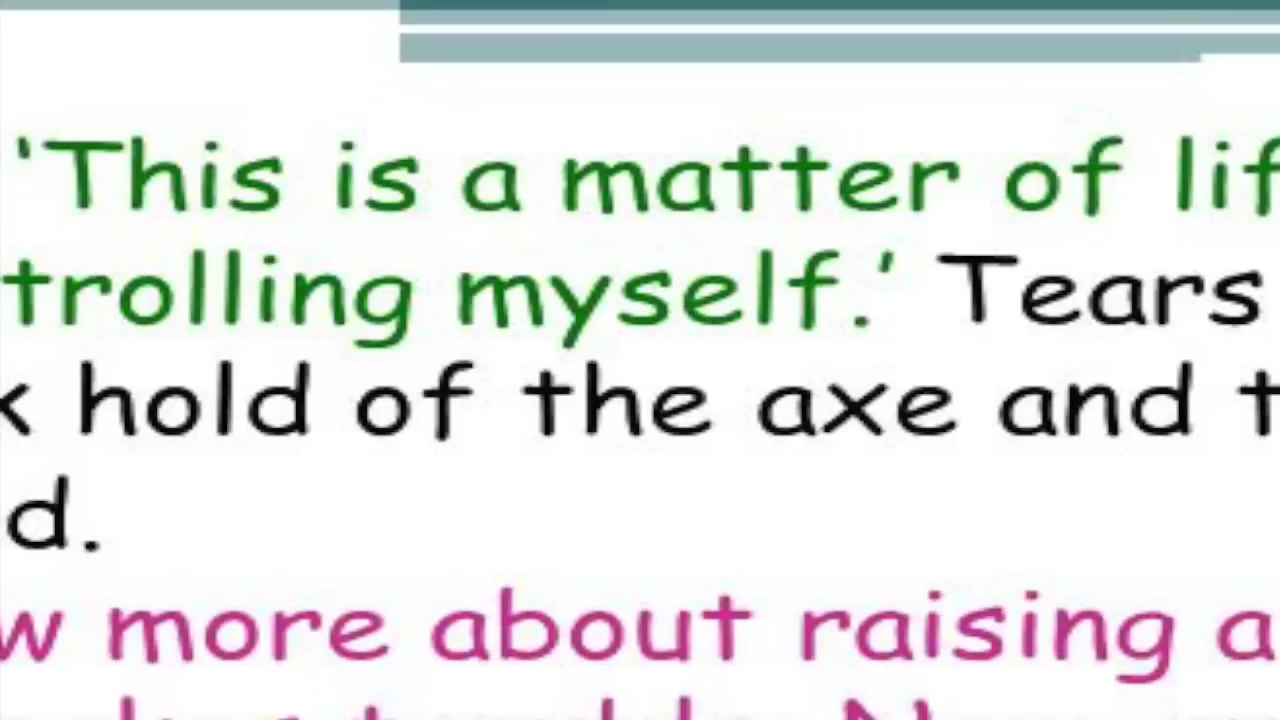 ‘This is a matter of lif
trolling myself.’ Tears
k hold of the axe and t
d.
w more about raising a